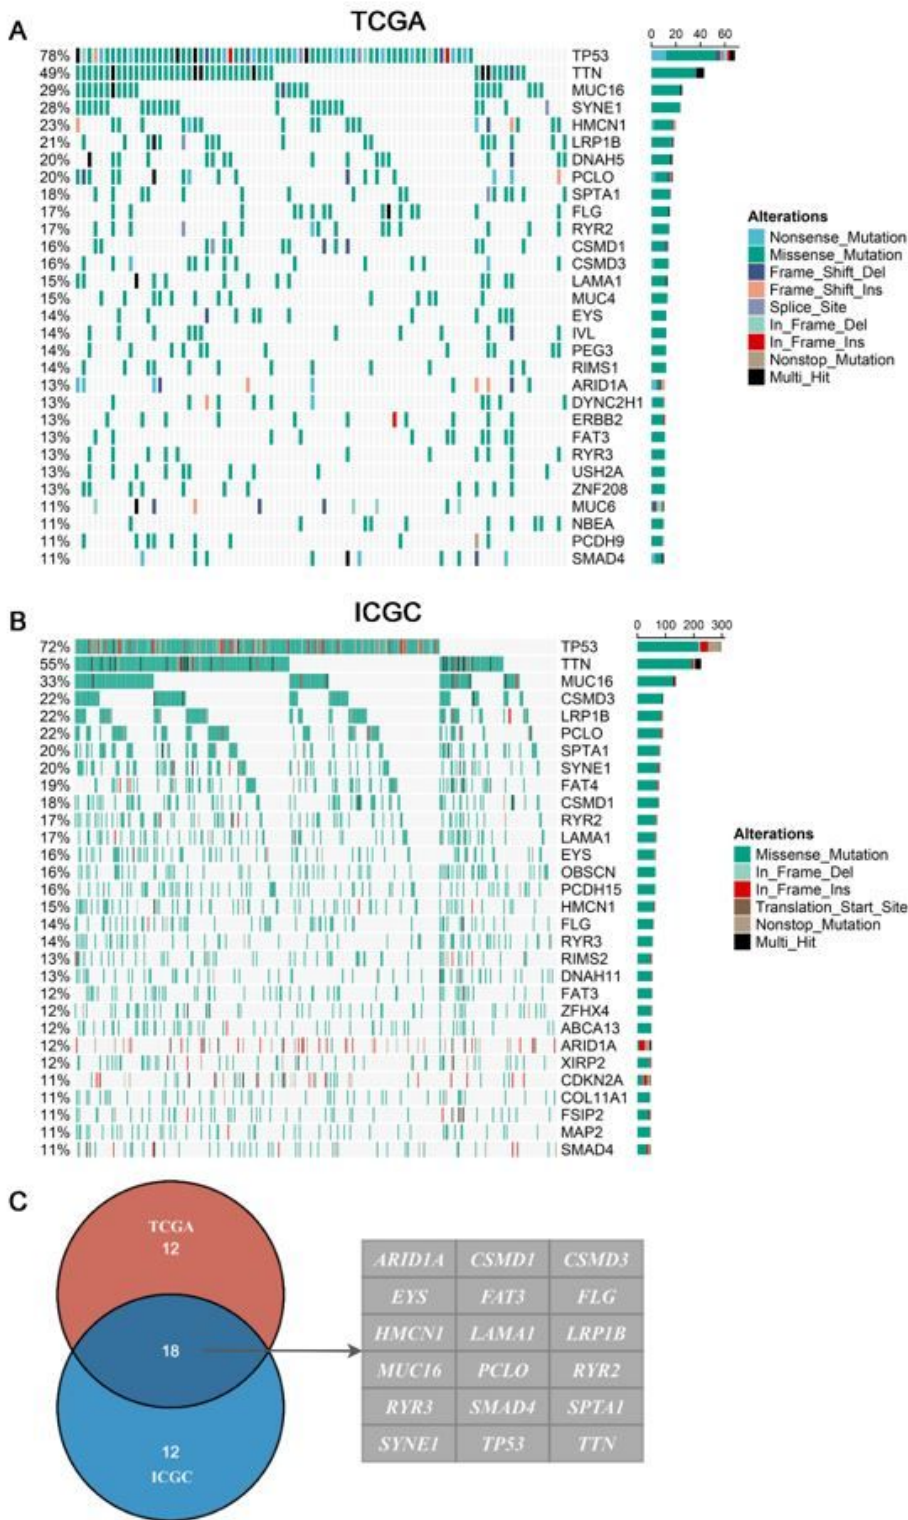 A
TCGA
0 20 40 60
78% TP53
49% TTN
29% MUC16
28% SYNE1
23% HMCN1
21% LRP1B
20% DNAH5
20% PCLO
18% SPTA1
17% FLG
17% RYR2
16% CSMD1
16% CSMD3
15% LAMA1
15% MUC4
14% EYS
14% IVL
14% PEG3
14% RIMS1
13% ARID1A
13% DYNC2H1
13% ERBB2
13% FAT3
13% RYR3
13% USH2A
13% ZNF208
11% MUC6
11% NBEA
11% PCDH9
11% SMAD4
Alterations
Nonsense_Mutation
Missense_Mutation
Frame_Shift_Del
Frame_Shift_Ins
Splice_Site
In_Frame_Del
In_Frame_Ins
Nonstop_Mutation
Multi_Hit
B
ICGC
0 100 200 300
72% TP53
55% TTN
33% MUC16
22% CSMD3
22% LRP1B
22% PCLO
20% SPTA1
20% SYNE1
19% FAT4
18% CSMD1
17% RYR2
17% LAMA1
16% EYS
16% OBSCN
16% PCDH15
15% HMCN1
14% FLG
14% RYR3
13% RIMS2
13% DNAH11
12% FAT3
12% ZFHX4
12% ABCA13
12% ARID1A
12% XIRP2
11% CDKN2A
11% COL11A1
11% FSIP2
11% MAP2
11% SMAD4
Alterations
Missense_Mutation
In_Frame_Del
In_Frame_Ins
Translation_Start_Site
Nonstop_Mutation
Multi_Hit
C
TCGA
12
18
12
ICGC
ARID1A CSMD1 CSMD3
EYS FAT3 FLG
HMCN1 LAMA1 LRP1B
MUC16 PCLO RYR2
RYR3 SMAD4 SPTA1
SYNE1 TP53 TTN